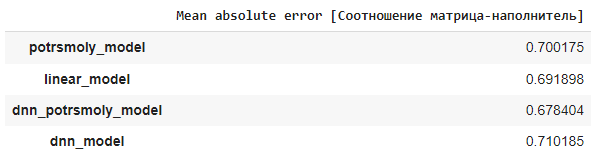 Mean absolute error [Соотношение матрица-наполнитель]
potrsmoly_model 0.700175
linear_model 0.691898
dnn_potrsmoly_model 0.678404
dnn_model 0.710185